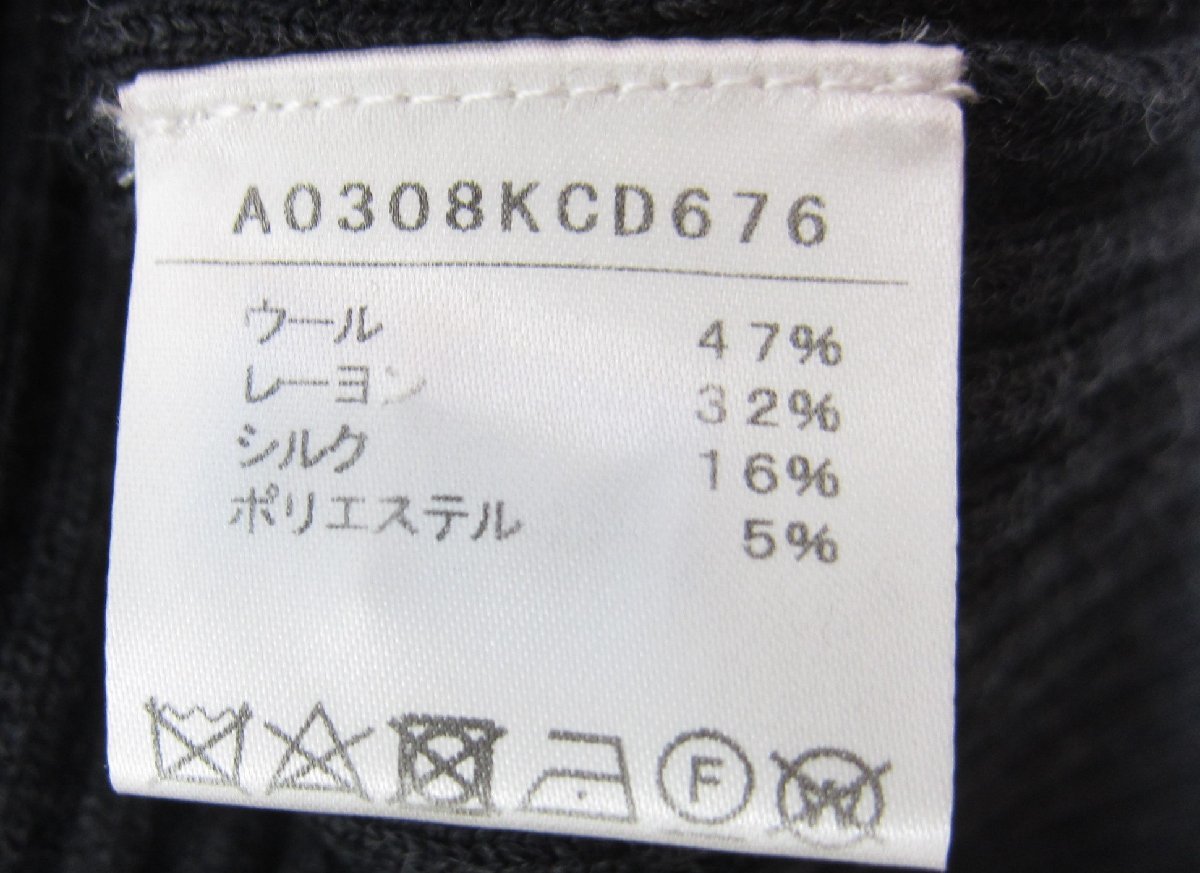 A0308KCD676
ウール 47%
レーヨン 32%
シルク 16%
ポリエステル 5%
F W